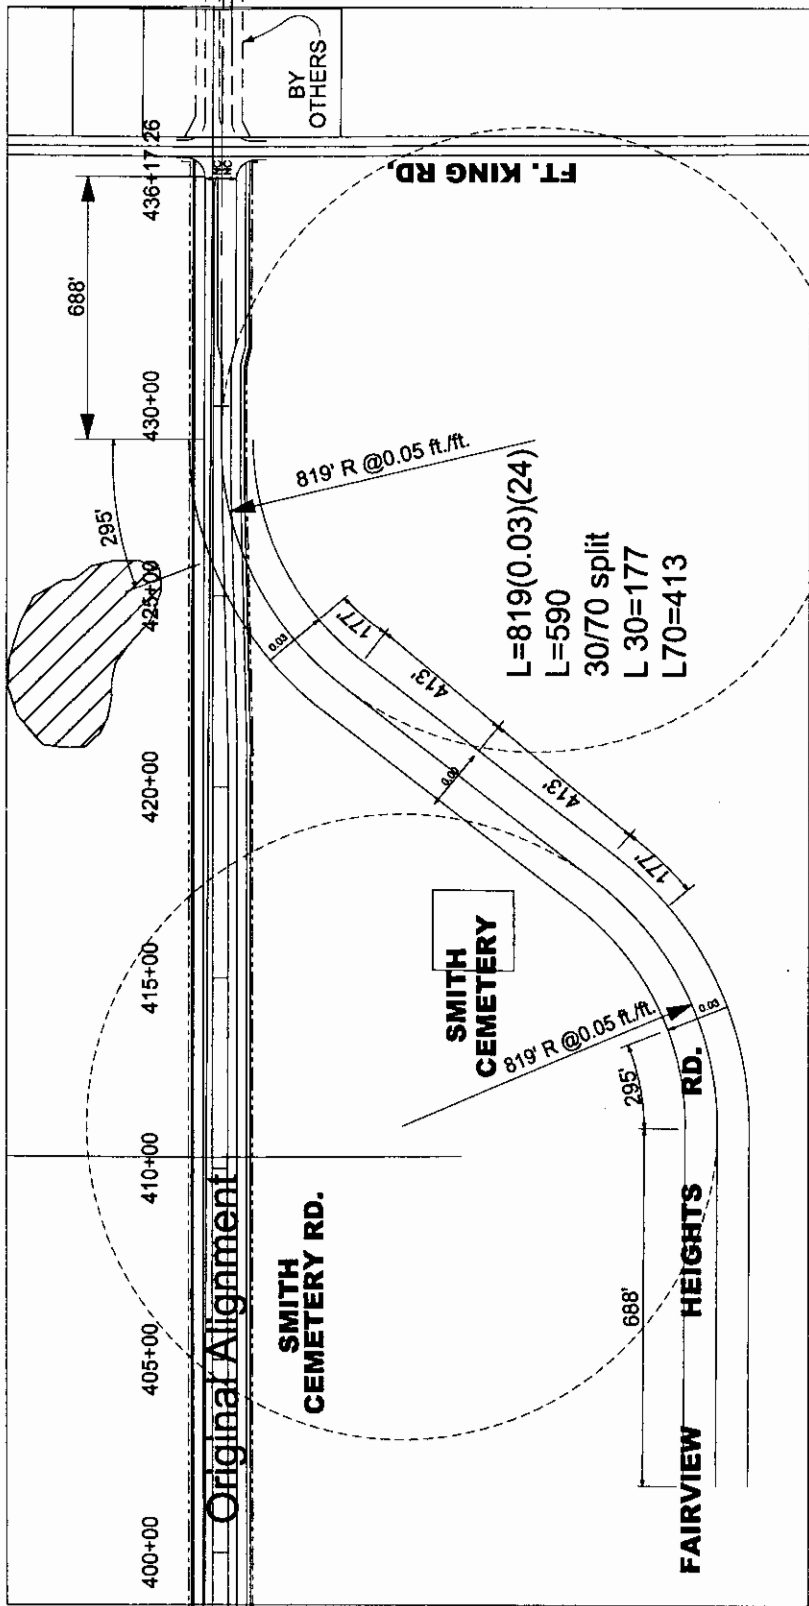 BY
OTHERS
FT. KING RD.
436+17.26
688'
430+00
295'
425+00
819' R @0.05 ft./ft.
0.03
177'
413'
L=819(0.03)(24)
L=590
30/70 split
L 30=177
L70=413
0.00
413'
177'
420+00
415+00
SMITH
CEMETERY
819' R @0.05 ft./ft.
0.03
295'
410+00
Original Alignment
SMITH
CEMETERY RD.
688'
405+00
FAIRVIEW HEIGHTS RD.
400+00